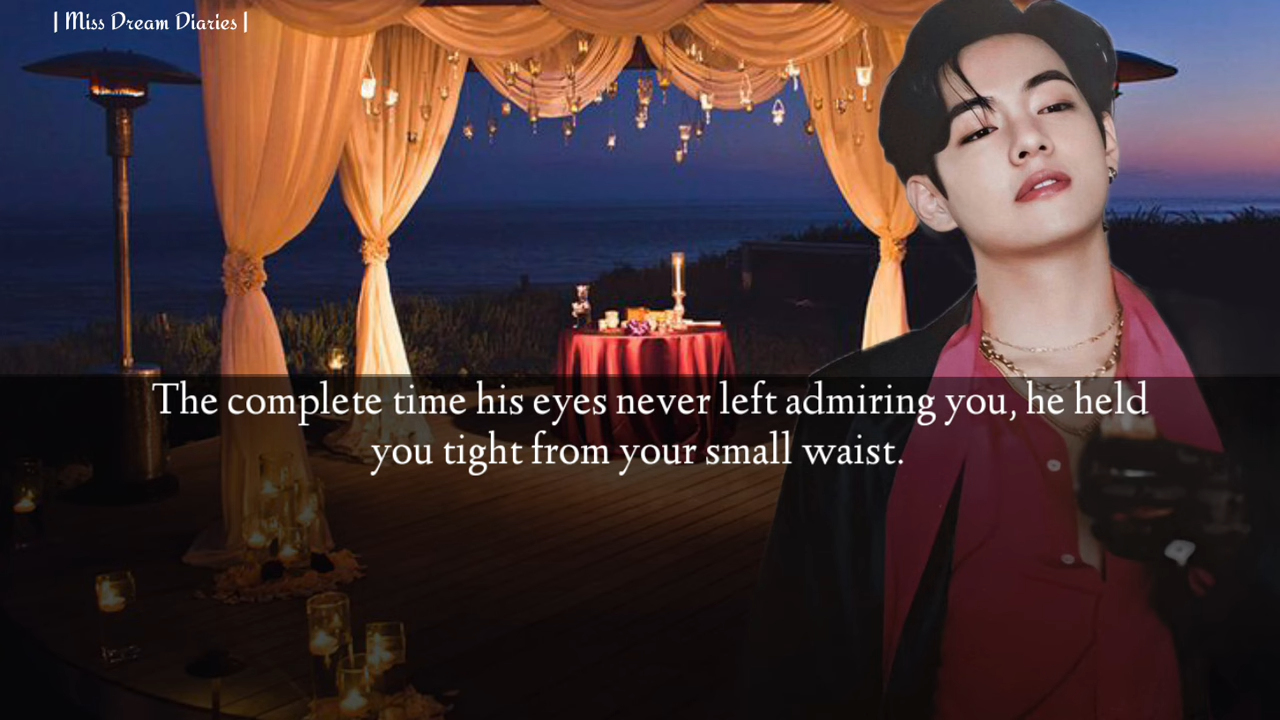 | Miss Dream Diaries |
The complete time his eyes never left admiring you, he held
you tight from your small waist.